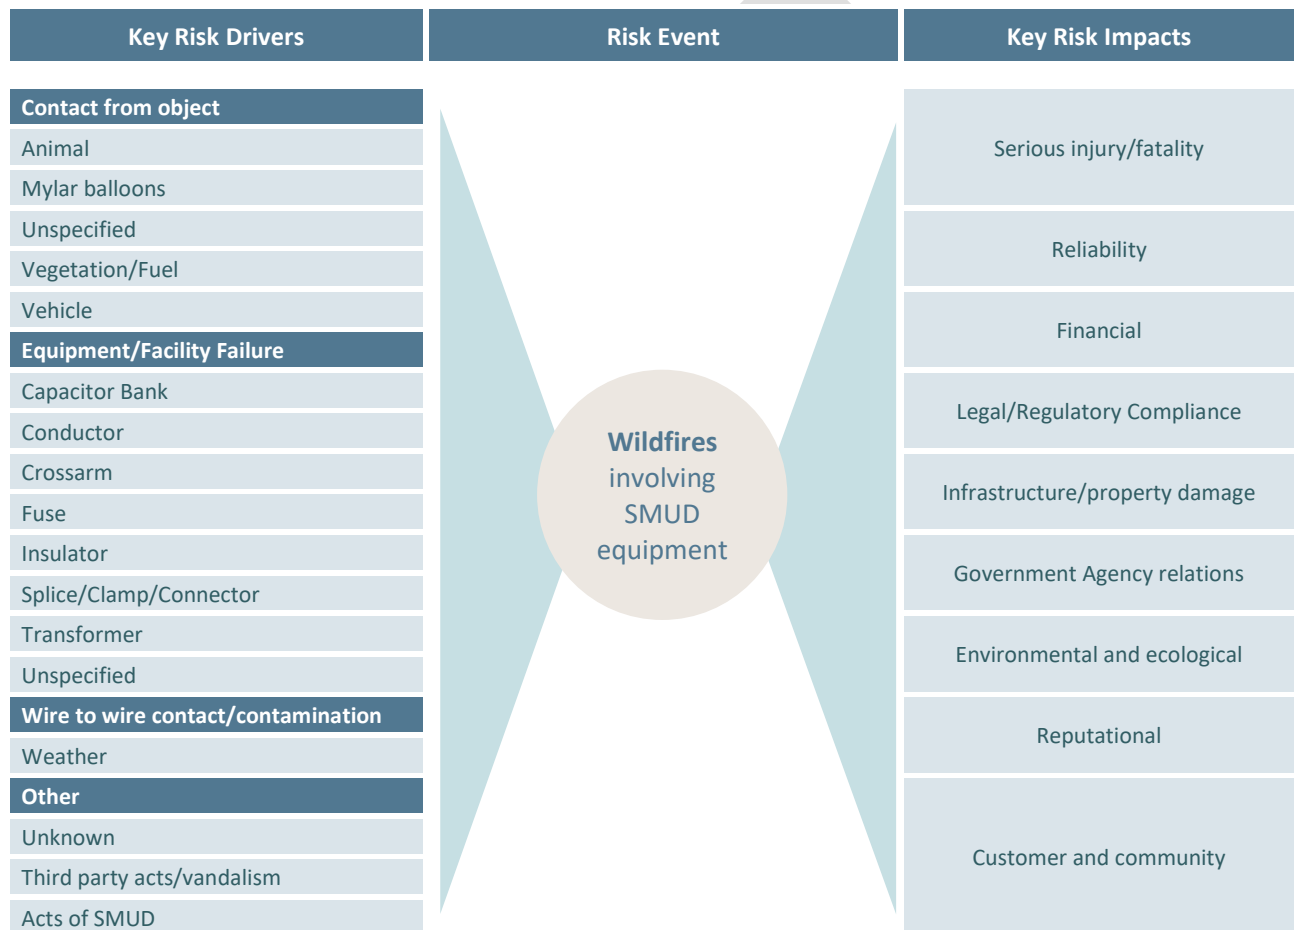 Key Risk Drivers
Risk Event
Key Risk Impacts
Contact from object
Animal
Mylar balloons
Unspecified
Vegetation/Fuel
Vehicle
Equipment/Facility Failure
Capacitor Bank
Conductor
Crossarm
Fuse
Insulator
Splice/Clamp/Connector
Transformer
Unspecified
Wire to wire contact/contamination
Weather
Other
Unknown
Third party acts/vandalism
Acts of SMUD
Wildfires
involving
SMUD
equipment
Serious injury/fatality
Reliability
Financial
Legal/Regulatory Compliance
Infrastructure/property damage
Government Agency relations
Environmental and ecological
Reputational
Customer and community